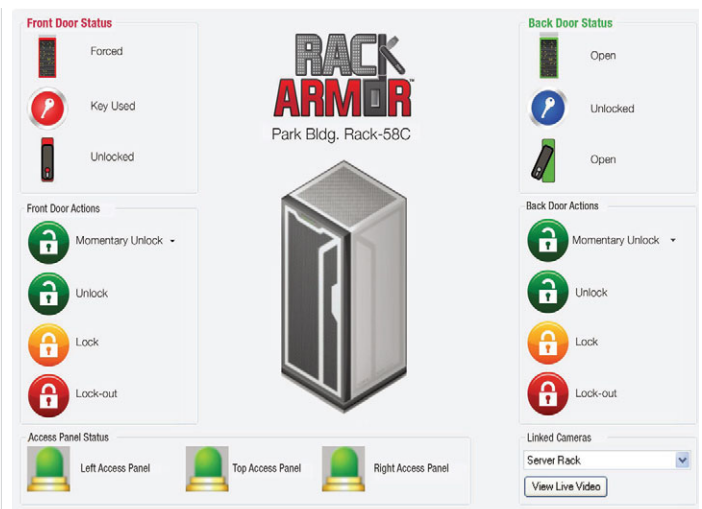 Front Door Status
Forced
Key Used
Unlocked
RACK
ARMOR™
Park Bldg. Rack-58C
Back Door Status
Open
Unlocked
Open
Front Door Actions
Momentary Unlock
Unlock
Lock
Lock-out
Back Door Actions
Momentary Unlock
Unlock
Lock
Lock-out
Access Panel Status
Left Access Panel
Top Access Panel
Right Access Panel
Linked Cameras
Server Rack
View Live Video